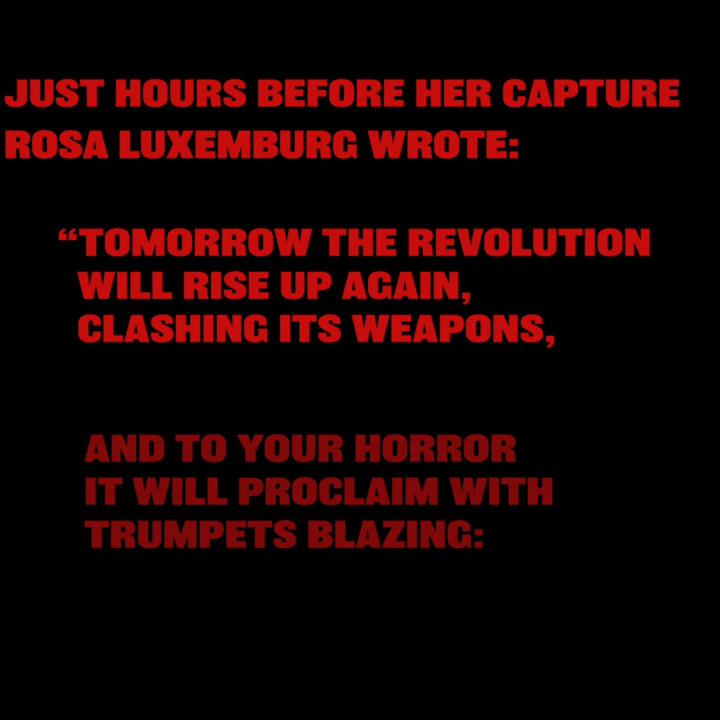 JUST HOURS BEFORE HER CAPTURE
ROSA LUXEMBURG WROTE:
“TOMORROW THE REVOLUTION
WILL RISE UP AGAIN,
CLASHING ITS WEAPONS,
AND TO YOUR HORROR
IT WILL PROCLAIM WITH
TRUMPETS BLAZING: